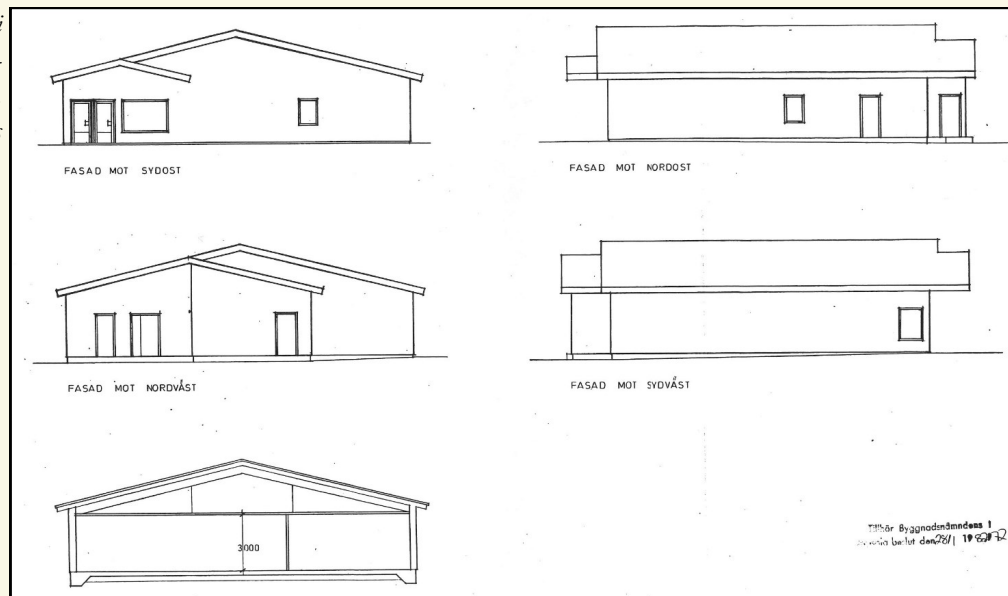 FASAD MOT SYDOST
FASAD MOT NORDOST
FASAD MOT NORDVÄST
FASAD MOT SYDVÄST
3000
Tillhör Byggnadsnämndens i
beslut den